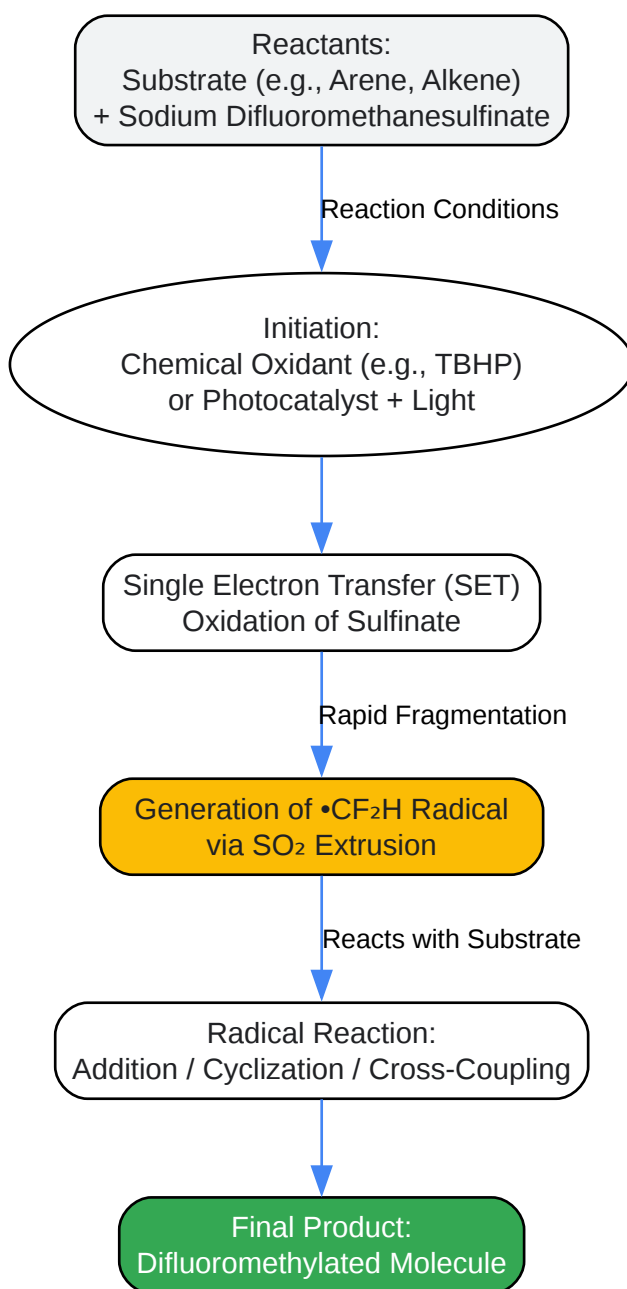 Reactants:
Substrate (e.g., Arene, Alkene)
+ Sodium Difluoromethanesulfinate
Reaction Conditions
Initiation:
Chemical Oxidant (e.g., TBHP)
or Photocatalyst + Light
Single Electron Transfer (SET)
Oxidation of Sulfinate
Rapid Fragmentation
Generation of •CF₂H Radical
via SO₂ Extrusion
Reacts with Substrate
Radical Reaction:
Addition / Cyclization / Cross-Coupling
Final Product:
Difluoromethylated Molecule